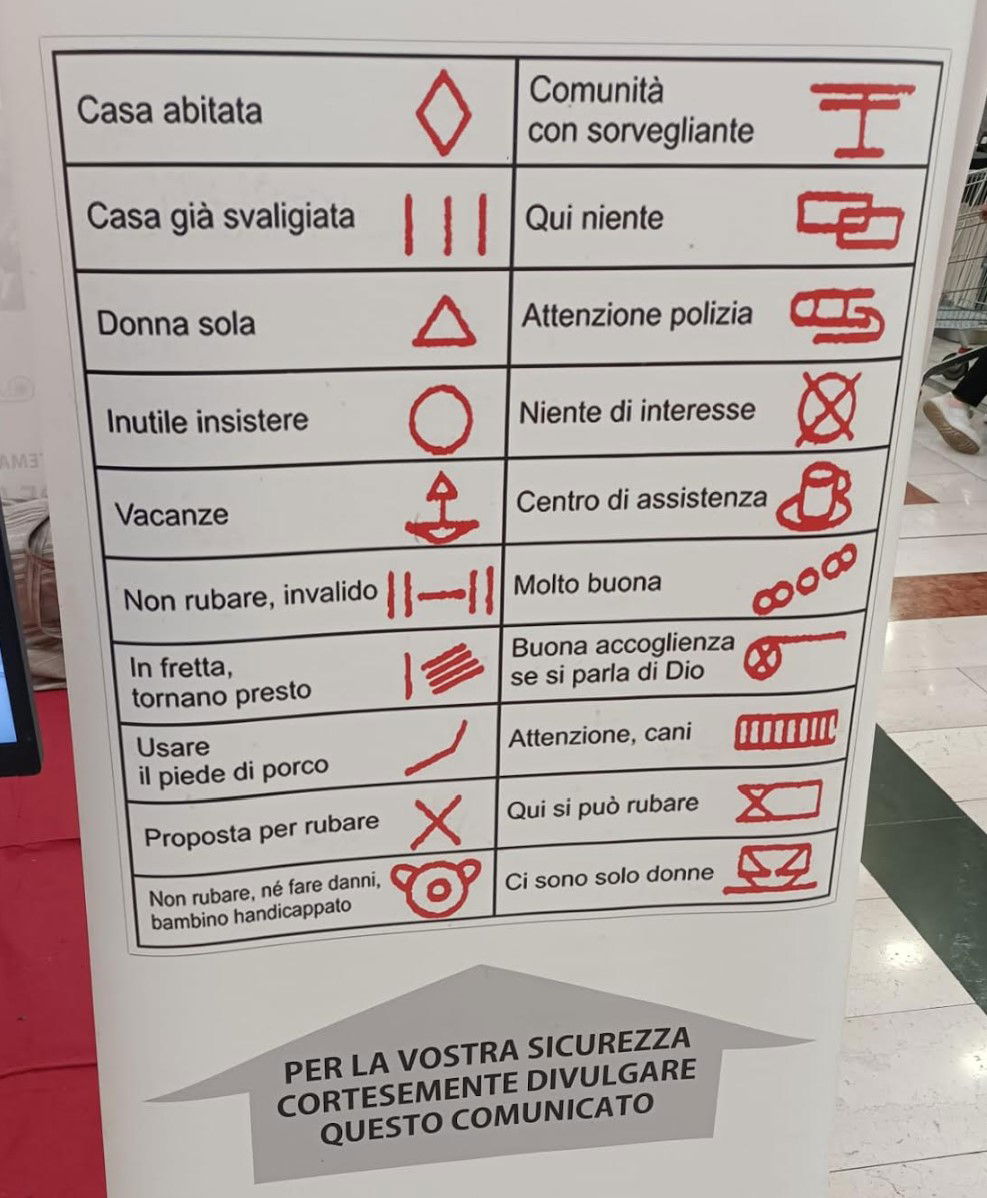 Casa abitata
Comunità
con sorvegliante
Casa già svaligiata
Qui niente
Donna sola
Attenzione polizia
Inutile insistere
Niente di interesse
Vacanze
Centro di assistenza
Non rubare, invalido
Molto buona
In fretta,
tornano presto
Buona accoglienza
se si parla di Dio
Usare
il piede di porco
Attenzione, cani
Proposta per rubare
Qui si può rubare
Non rubare, né fare danni,
bambino handicappato
Ci sono solo donne
PER LA VOSTRA SICUREZZA
CORTESEMENTE DIVULGARE
QUESTO COMUNICATO